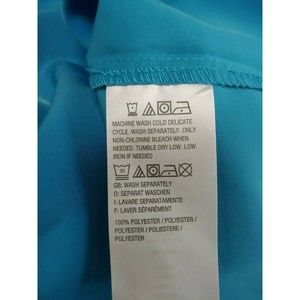 MACHINE WASH COLD DELICATE
CYCLE. WASH SEPARATELY. ONLY
NON-CHLORINE BLEACH WHEN
NEEDED. TUMBLE DRY LOW. LOW
IRON IF NEEDED
GB: WASH SEPARATELY
D: SEPARAT WASCHEN
I: LAVARE SEPARATAMENTE
F: LAVER SÉPARÉMENT
100% POLYESTER / POLYESTER /
POLYESTER / POLIESTERE /
POLYESTER